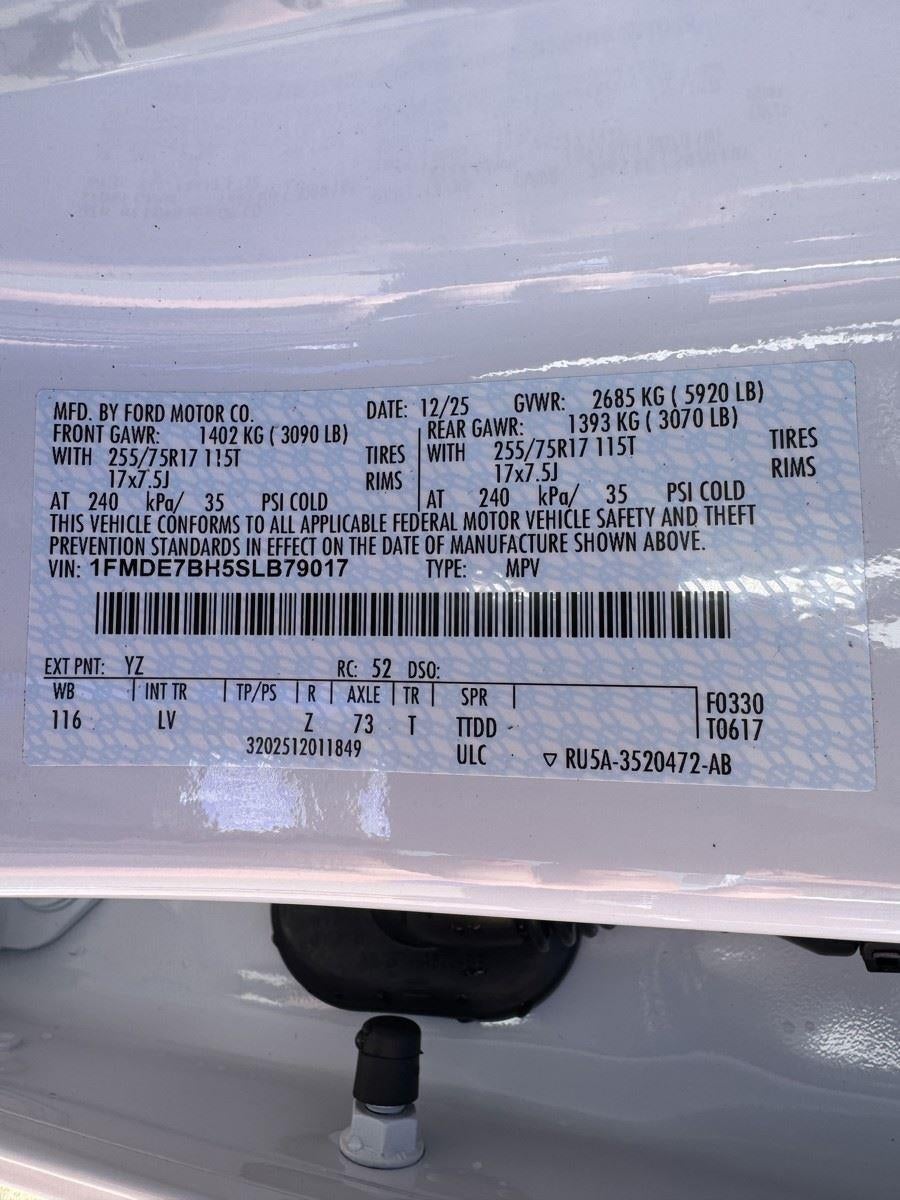 MFD. BY FORD MOTOR CO. DATE: 12/25 GVWR: 2685 KG ( 5920 LB)
FRONT GAWR: 1402 KG ( 3090 LB) REAR GAWR: 1393 KG ( 3070 LB)
WITH 255/75R17 115T TIRES WITH 255/75R17 115T TIRES
17x7.5J RIMS 17x7.5J RIMS
AT 240 kPa/ 35 PSI COLD AT 240 kPa/ 35 PSI COLD
THIS VEHICLE CONFORMS TO ALL APPLICABLE FEDERAL MOTOR VEHICLE SAFETY AND THEFT
PREVENTION STANDARDS IN EFFECT ON THE DATE OF MANUFACTURE SHOWN ABOVE.
VIN: 1FMDE7BH5SLB79017 TYPE: MPV
EXT PNT: YZ RC: 52 DSO:
WB INT TR TP/PS R AXLE TR SPR F0330
116 LV Z 73 T TTDD T0617
3202512011849 ULC ▽ RU5A-3520472-AB